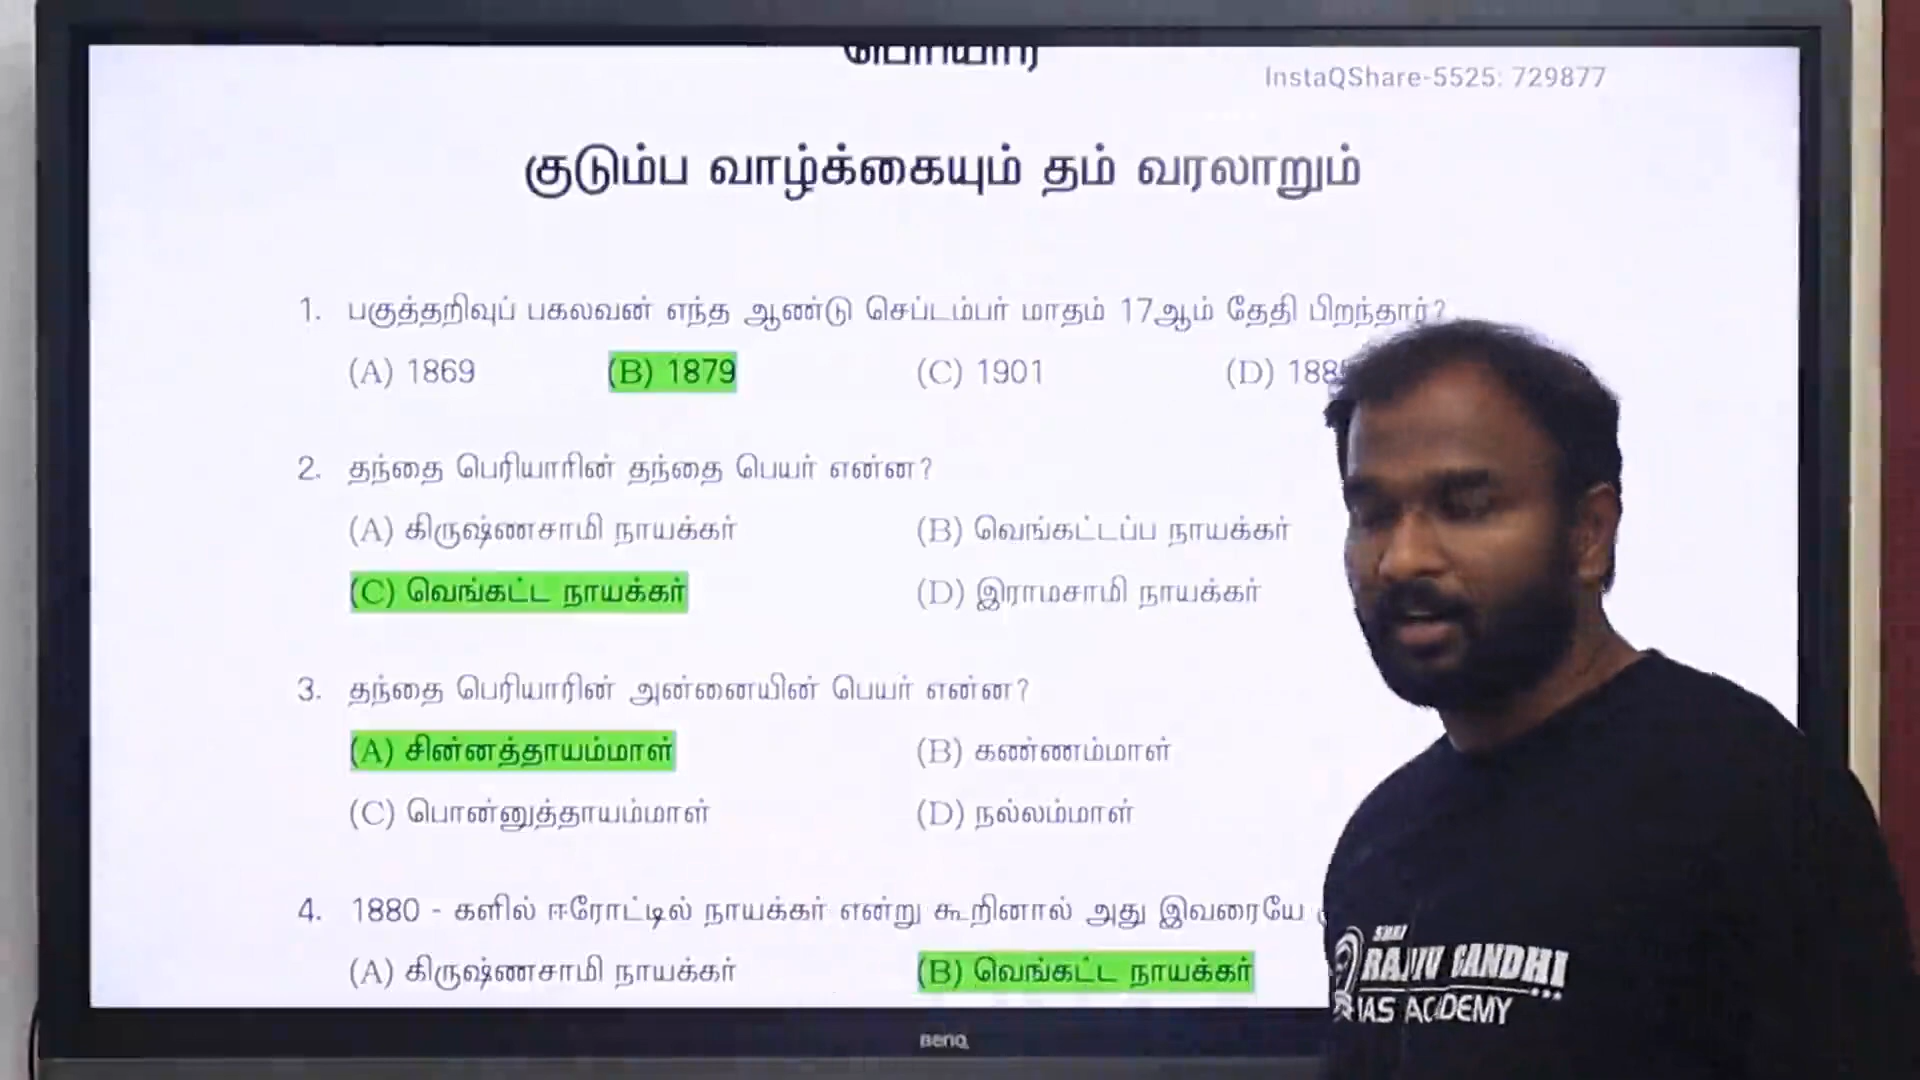 பெரியார்
InstaQShare-5525: 729877
குடும்ப வாழ்க்கையும் தம் வரலாறும்
1. பகுத்தறிவுப் பகலவன் எந்த ஆண்டு செப்டம்பர் மாதம் 17ஆம் தேதி பிறந்தார்?
(A) 1869 (B) 1879 (C) 1901 (D)
2. தந்தை பெரியாரின் தந்தை பெயர் என்ன?
(A) கிருஷ்ணசாமி நாயக்கர் (B) வெங்கட்டப்ப நாயக்கர்
(C) வெங்கட்ட நாயக்கர் (D) இராமசாமி நாயக்கர்
3. தந்தை பெரியாரின் அன்னையின் பெயர் என்ன?
(A) சின்னத்தாயம்மாள் (B) கண்ணம்மாள்
(C) பொன்னுத்தாயம்மாள் (D) நல்லம்மாள்
4. 1880 - களில் ஈரோட்டில் நாயக்கர் என்று கூறினால் அது இவரையே
(A) கிருஷ்ணசாமி நாயக்கர் (B) வெங்கட்ட நாயக்கர்
SHRI
RAJIV GANDHI
IAS ACADEMY
BenQ